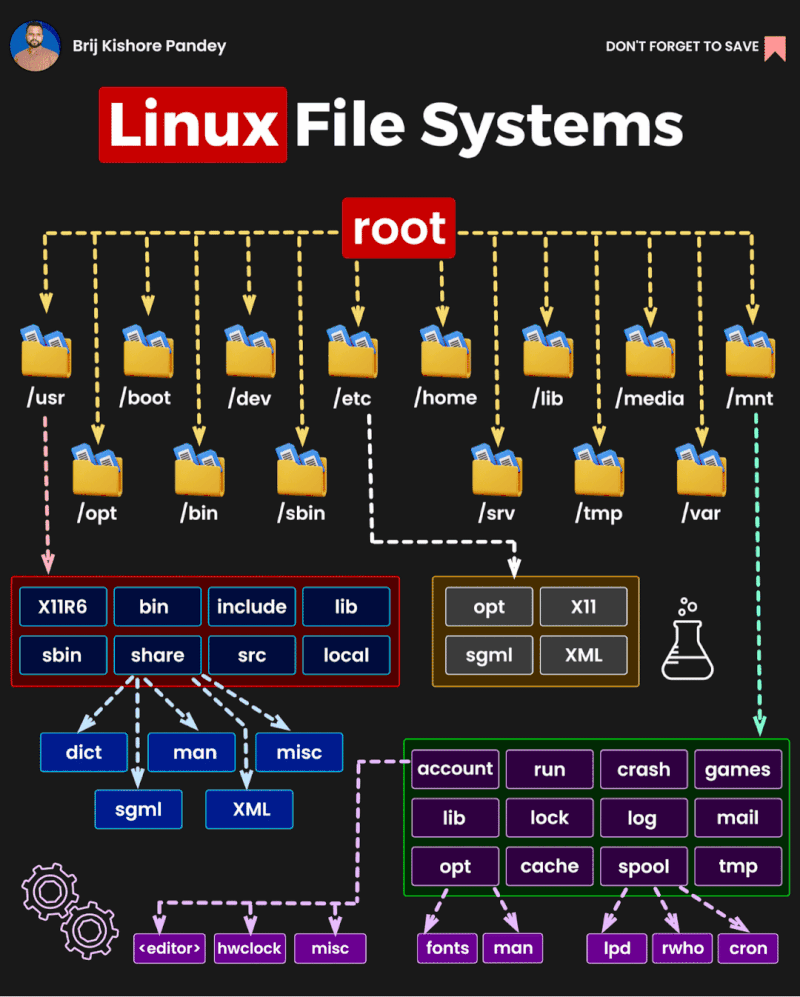 Brij Kishore Pandey
DON'T FORGET TO SAVE
Linux File Systems
root
/usr
/boot
/dev
/etc
/home
/lib
/media
/mnt
/opt
/bin
/sbin
/srv
/tmp
/var
X11R6
bin
include
lib
sbin
share
src
local
opt
X11
sgml
XML
dict
man
misc
sgml
XML
account
run
crash
games
lib
lock
log
mail
opt
cache
spool
tmp
<editor>
hwclock
misc
fonts
man
lpd
rwho
cron